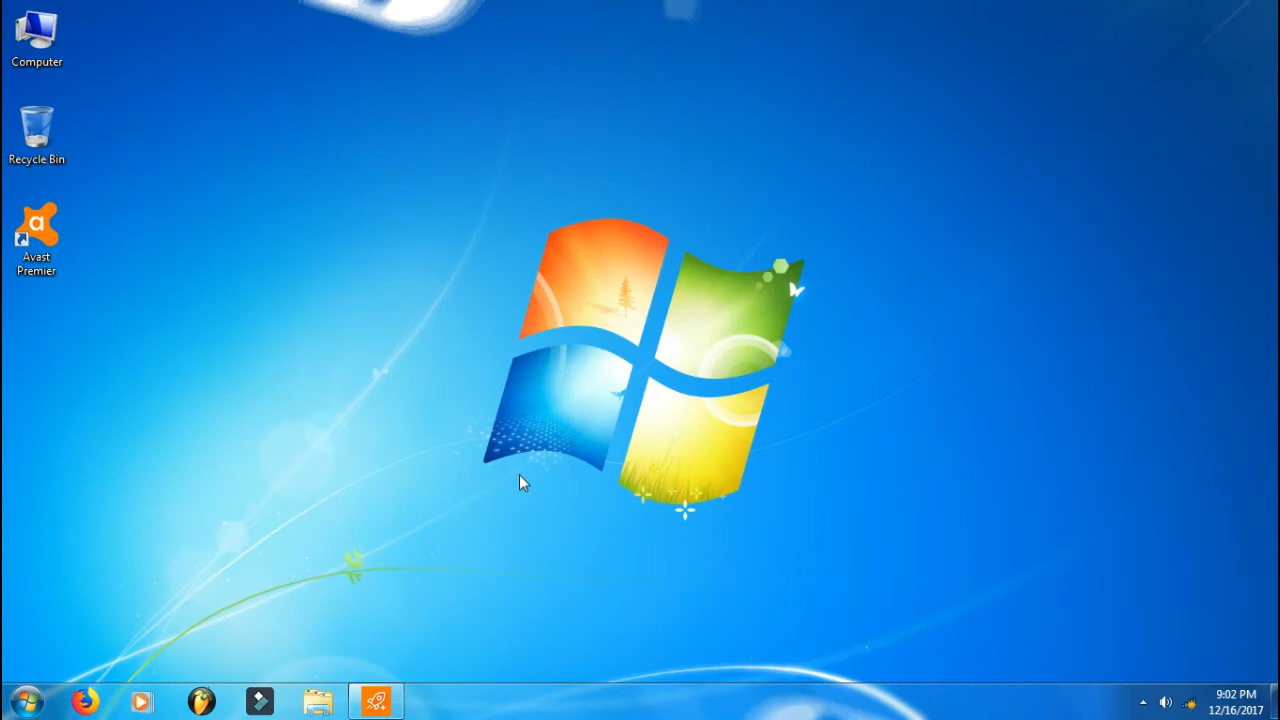 Computer
Recycle Bin
a
Avast
Premier
9:02 PM
12/16/2017